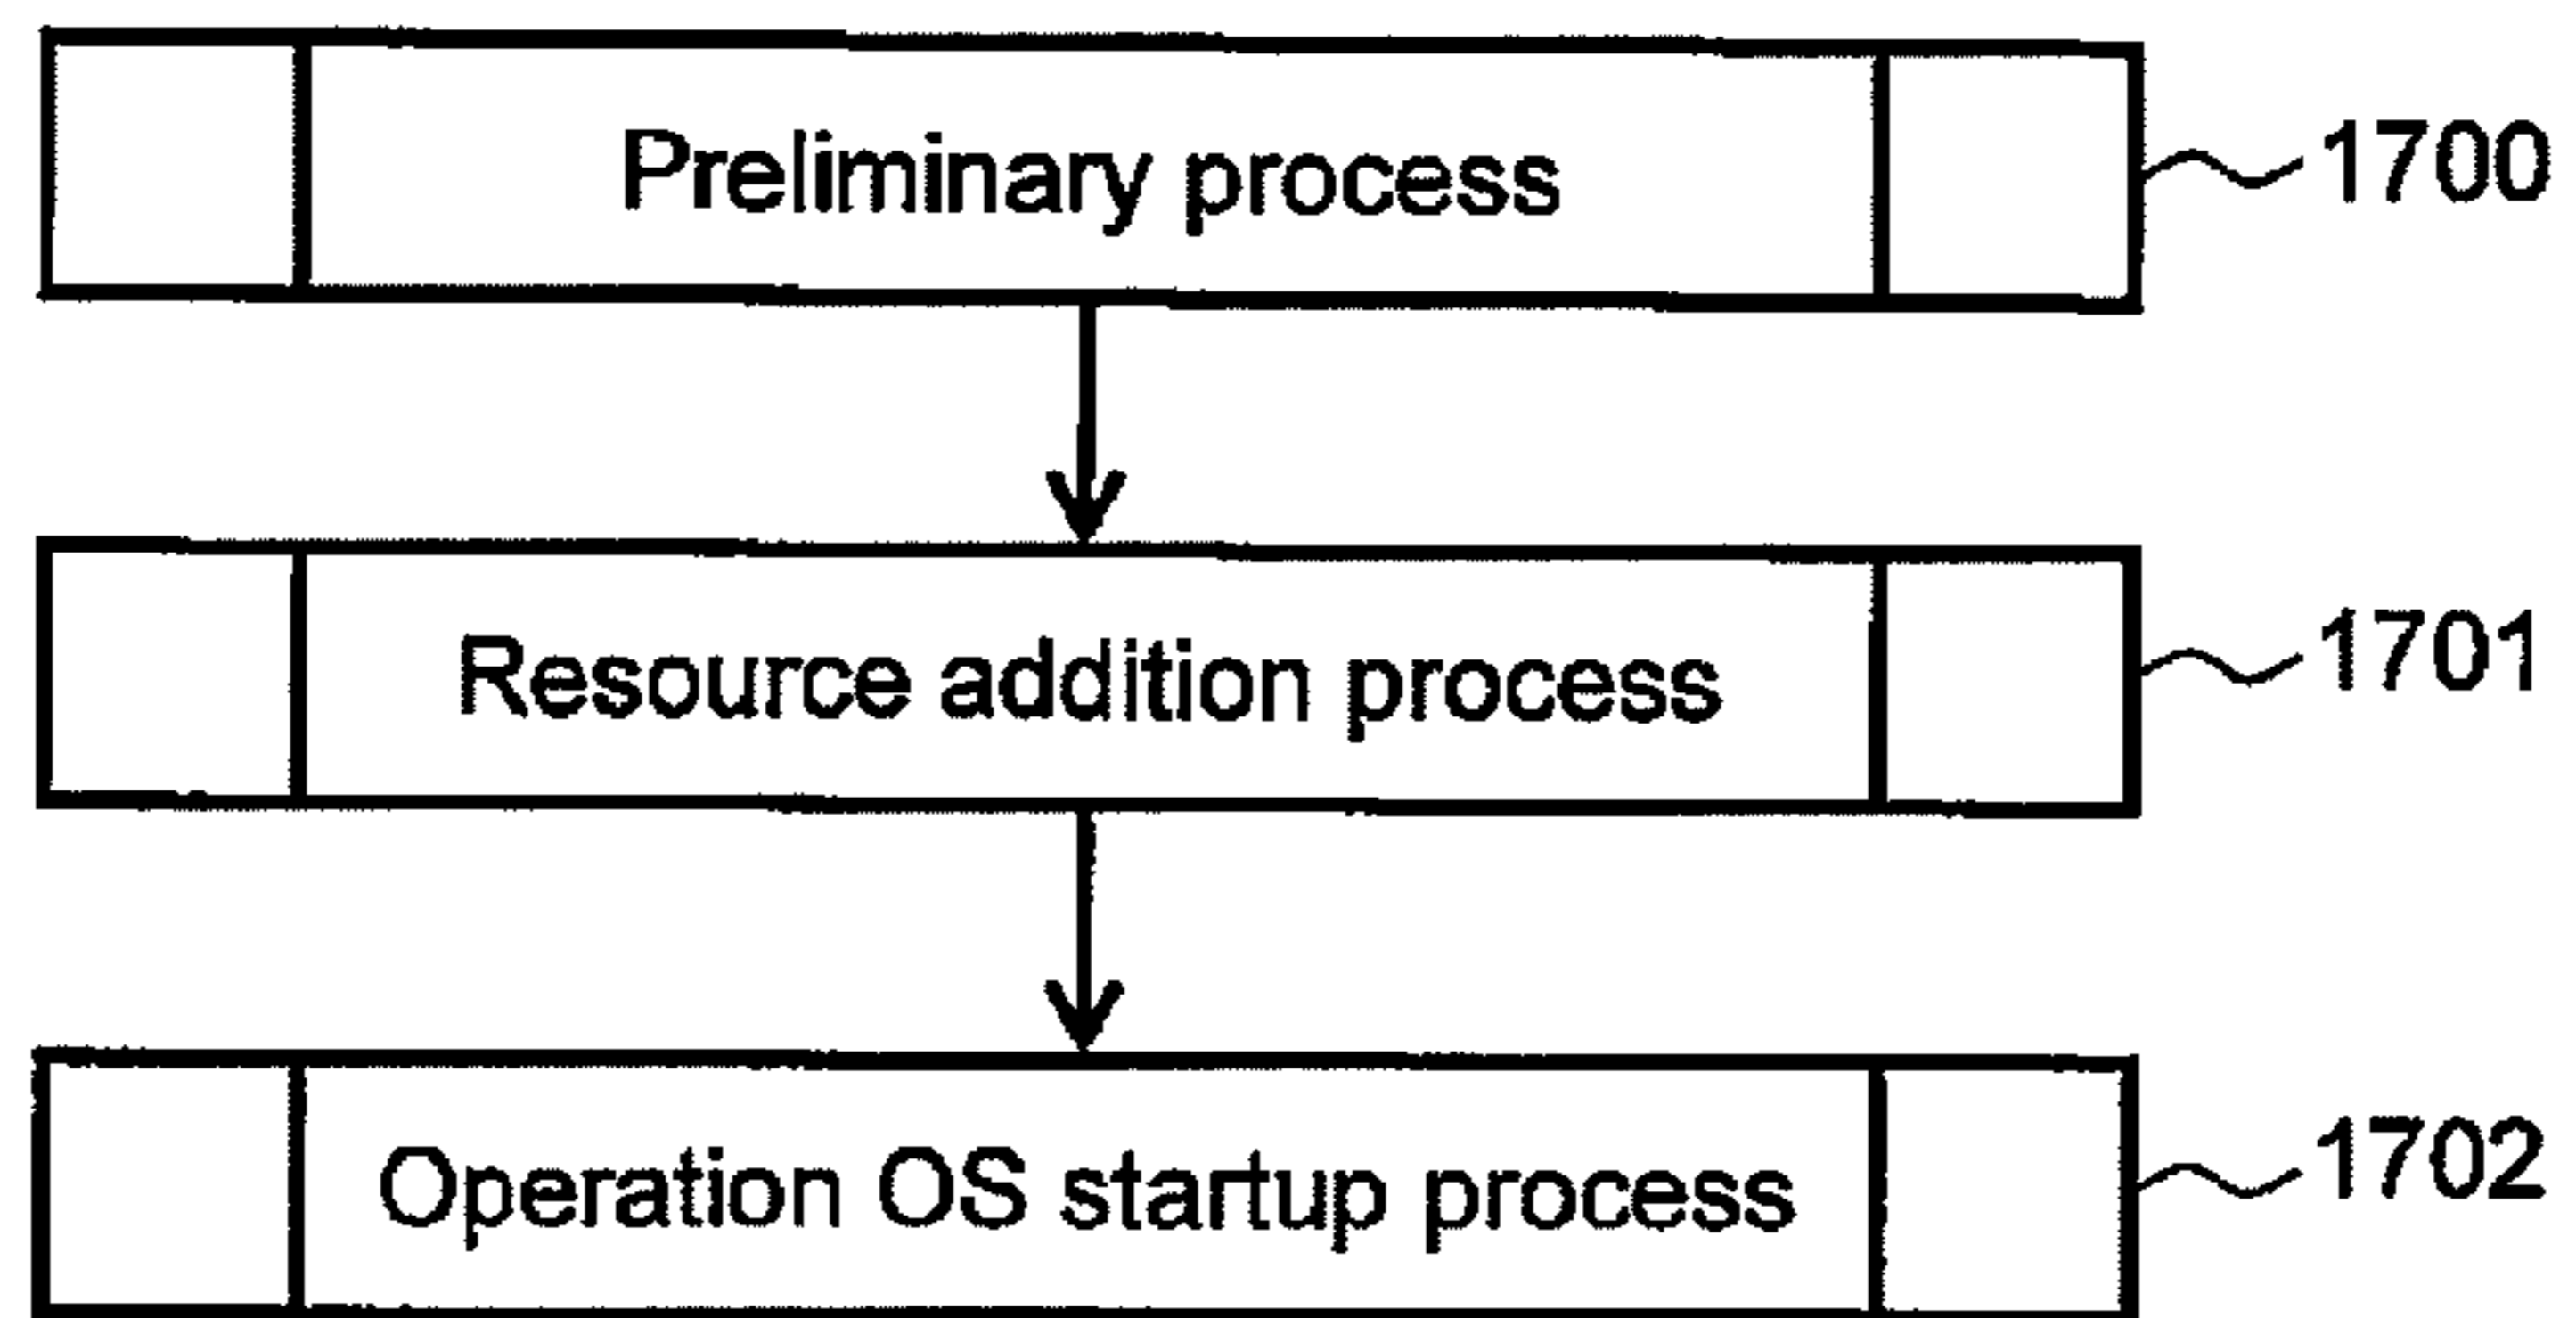 Preliminary process 1700
Resource addition process 1701
Operation OS startup process 1702